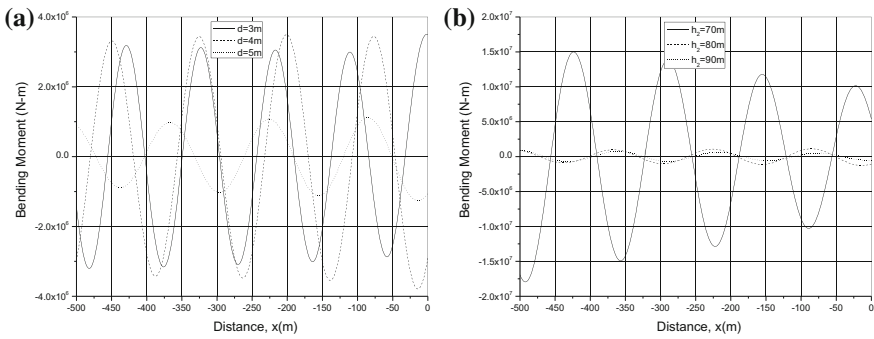 (a)
4.0x10⁶
2.0x10⁶
0.0
-2.0x10⁶
-4.0x10⁶
Bending Moment (N-m)
d=3m
d=4m
d=5m
-500 -450 -400 -350 -300 -250 -200 -150 -100 -50 0
Distance, x(m)
(b)
2.0x10⁷
1.5x10⁷
1.0x10⁷
5.0x10⁶
0.0
-5.0x10⁶
-1.0x10⁷
-1.5x10⁷
-2.0x10⁷
Bending Moment (N-m)
h₂=70m
h₂=80m
h₂=90m
-500 -450 -400 -350 -300 -250 -200 -150 -100 -50 0
Distance, x(m)